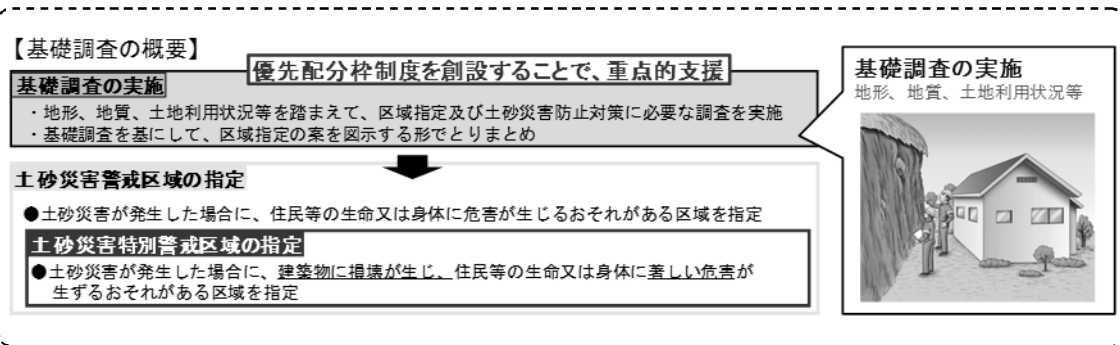 【基礎調査の概要】
優先配分枠制度を創設することで、重点的支援
基礎調査の実施
・地形、地質、土地利用状況等を踏まえて、区域指定及び土砂災害防止対策に必要な調査を実施
・基礎調査を基にして、区域指定の案を図示する形でとりまとめ
土砂災害警戒区域の指定
●土砂災害が発生した場合に、住民等の生命又は身体に危害が生じるおそれがある区域を指定
土砂災害特別警戒区域の指定
●土砂災害が発生した場合に、建築物に損壊が生じ、住民等の生命又は身体に著しい危害が
生ずるおそれがある区域を指定
基礎調査の実施
地形、地質、土地利用状況等